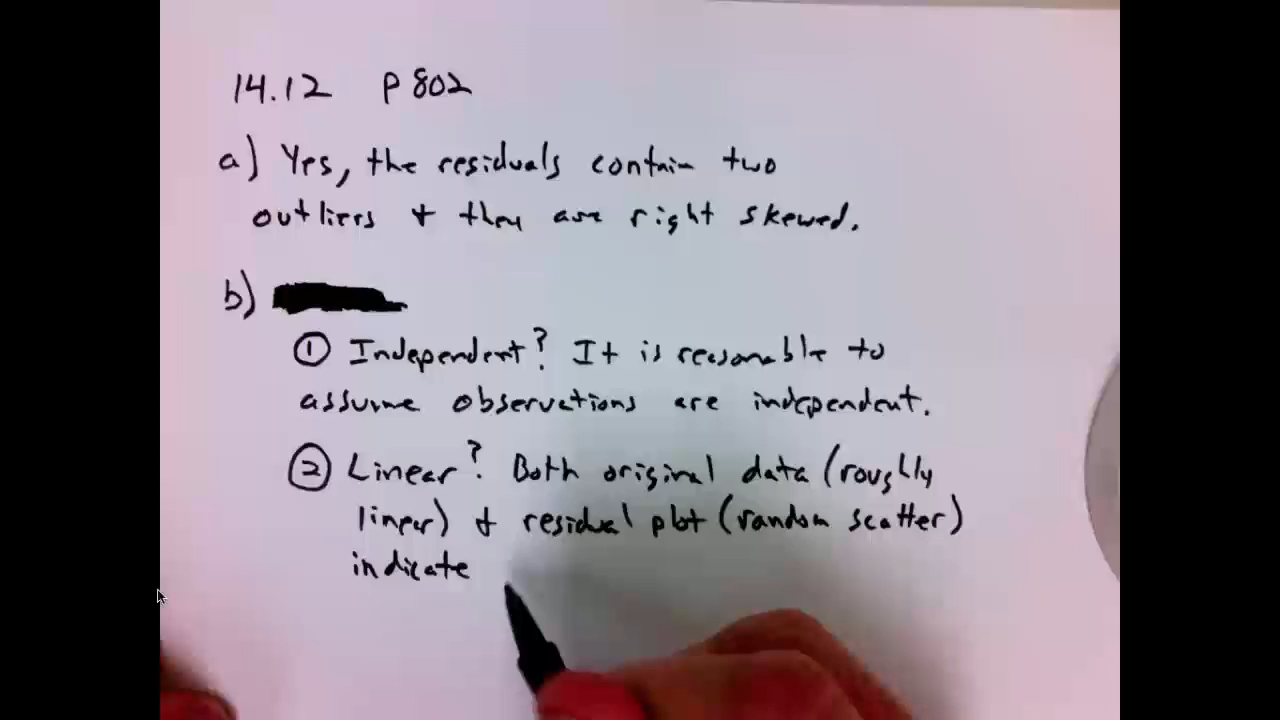 14.12 P 802
a) Yes, the residuals contain two
outliers + they are right skewed.
b)
① Independent? It is reasonable to
assume observations are independent.
② Linear? Both original data (roughly
linear) + residual plot (random scatter)
indicate